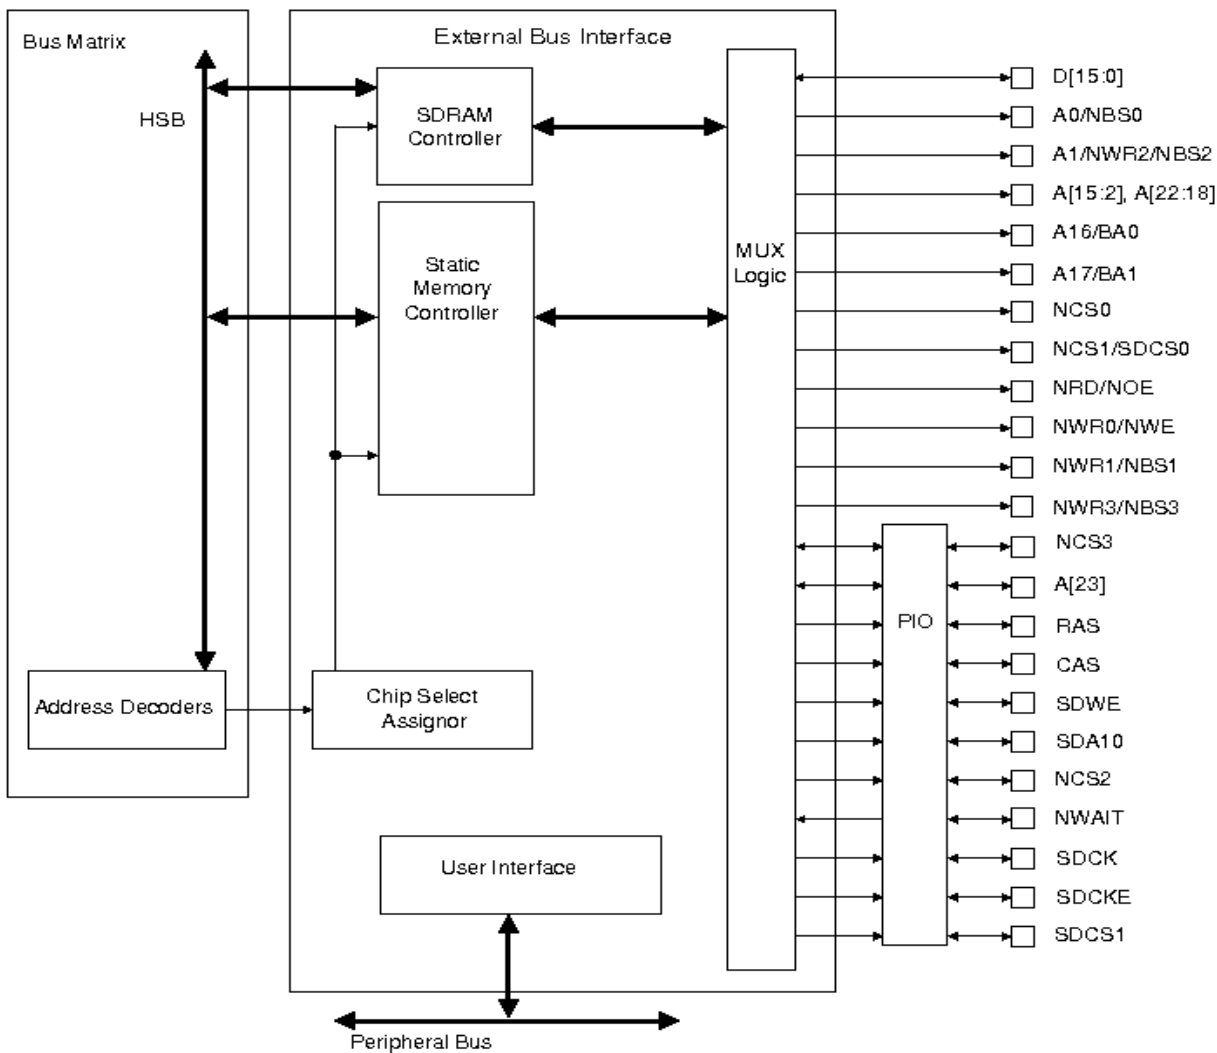 External Bus Interface
Bus Matrix
HSB
SDRAM
Controller
Static
Memory
Controller
MUX
Logic
Address Decoders
Chip Select
Assignor
User Interface
Peripheral Bus
PIO
D[15:0]
A0/NBS0
A1/NWR2/NBS2
A[15:2], A[22:18]
A16/BA0
A17/BA1
NCS0
NCS1/SDCS0
NRD/NOE
NWR0/NWE
NWR1/NBS1
NWR3/NBS3
NCS3
A[23]
RAS
CAS
SDWE
SDA10
NCS2
NWAIT
SDCK
SDCKE
SDCS1